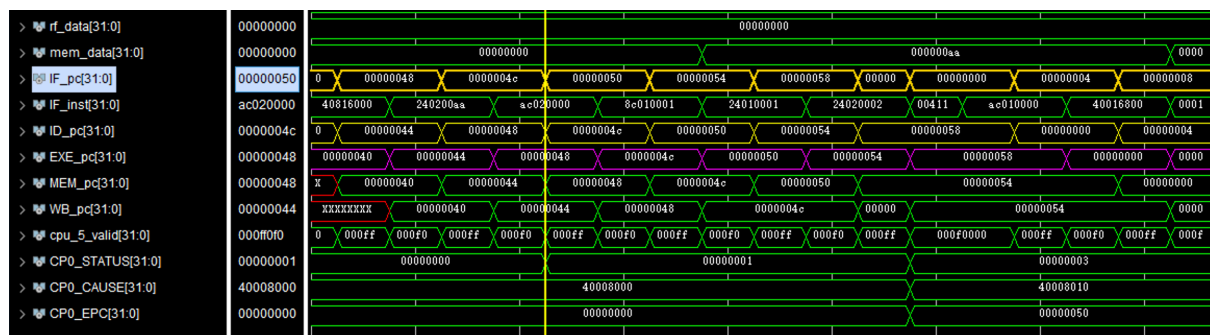 rf_data[31:0] 00000000 00000000
mem_data[31:0] 00000000 00000000 000000aa 0000
IF_pc[31:0] 00000050 0 00000048 0000004c 00000050 00000054 00000058 00000 00000000 00000004 00000008
IF_inst[31:0] ac020000 40816000 240200aa ac020000 8c010001 24010001 24020002 00411 ac010000 40016800 0001
ID_pc[31:0] 0000004c 0 00000044 00000048 0000004c 00000050 00000054 00000058 00000000 00000004
EXE_pc[31:0] 00000048 00000040 00000044 00000048 0000004c 00000050 00000054 00000058 00000000 0000
MEM_pc[31:0] 00000048 X 00000040 00000044 00000048 0000004c 00000050 00000054 00000000
WB_pc[31:0] 00000044 XXXXXXXX 00000040 00000044 00000048 0000004c 00000 00000054 0000
cpu_5_valid[31:0] 000ff0f0 0 000ff 000f0 000ff 000f0 000ff 000f0 000ff 000f0 000ff 000f0 000f0000 000ff 000f0 000ff 000f
CP0_STATUS[31:0] 00000001 00000000 00000001 00000003
CP0_CAUSE[31:0] 40008000 40008000 40008010
CP0_EPC[31:0] 00000000 00000000 00000050